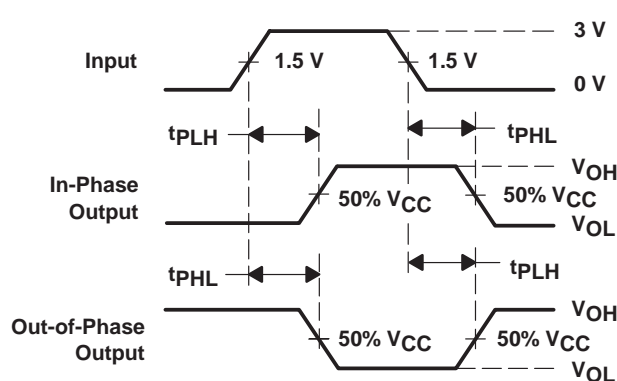 3 V
Input
1.5 V
1.5 V
0 V
tPLH
tPHL
VOH
In-Phase
Output
50% VCC
50% VCC
VOL
tPHL
tPLH
VOH
Out-of-Phase
Output
50% VCC
50% VCC
VOL